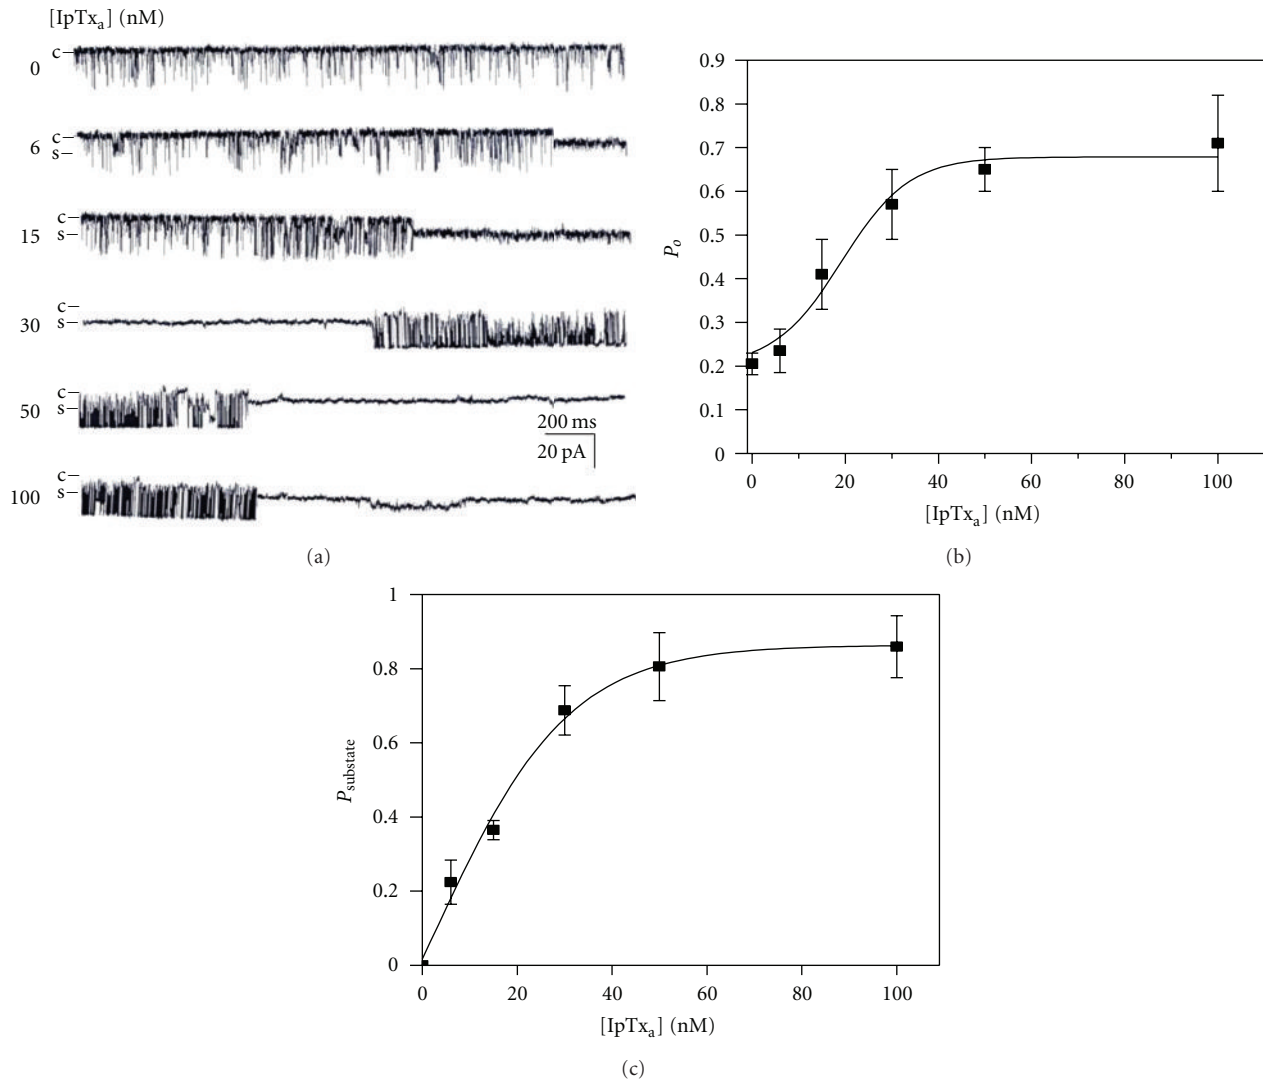 [IpTxa] (nM)
0 c
6 c s
15 c s
30 c s
50 c s
200 ms
20 pA
100 c s
(a)
0.9
0.8
0.7
0.6
0.5
0.4
0.3
0.2
0.1
0
Po
0 20 40 60 80 100
[IpTxa] (nM)
(b)
1
0.8
0.6
0.4
0.2
0
Psubstate
0 20 40 60 80 100
[IpTxa] (nM)
(c)